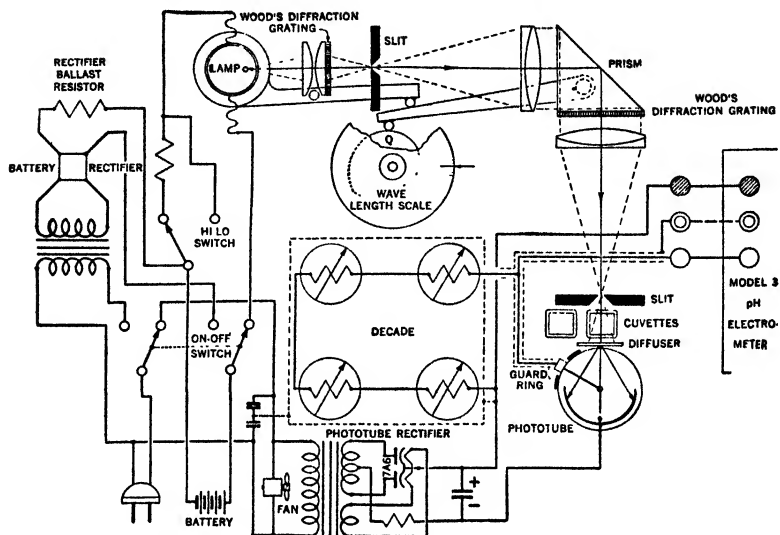 WOOD'S DIFFRACTION
GRATING
SLIT
LAMP
PRISM
RECTIFIER
BALLAST
RESISTOR
WOOD'S
DIFFRACTION GRATING
BATTERY
RECTIFIER
WAVE
LENGTH SCALE
HI LO
SWITCH
DECADE
MODEL 3
pH
ELECTRO-
METER
SLIT
CUVETTES
DIFFUSER
ON-OFF
SWITCH
GUARD
RING
PHOTOTUBE
PHOTOTUBE RECTIFIER
7A6
+
-
BATTERY
FAN